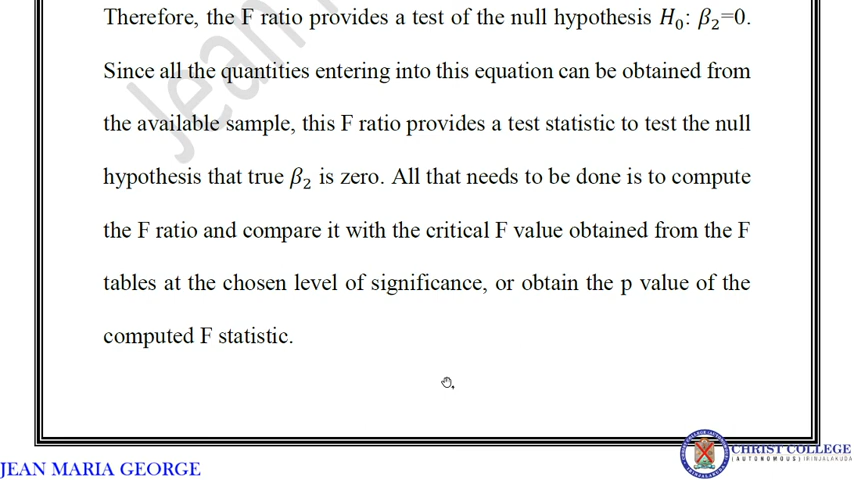 Therefore, the F ratio provides a test of the null hypothesis H₀: β₂=0.
Since all the quantities entering into this equation can be obtained from
the available sample, this F ratio provides a test statistic to test the null
hypothesis that true β₂ is zero. All that needs to be done is to compute
the F ratio and compare it with the critical F value obtained from the F
tables at the chosen level of significance, or obtain the p value of the
computed F statistic.
Jean
JEAN MARIA GEORGE
CHRIST COLLEGE
(AUTONOMOUS) IRINJALAKUDA